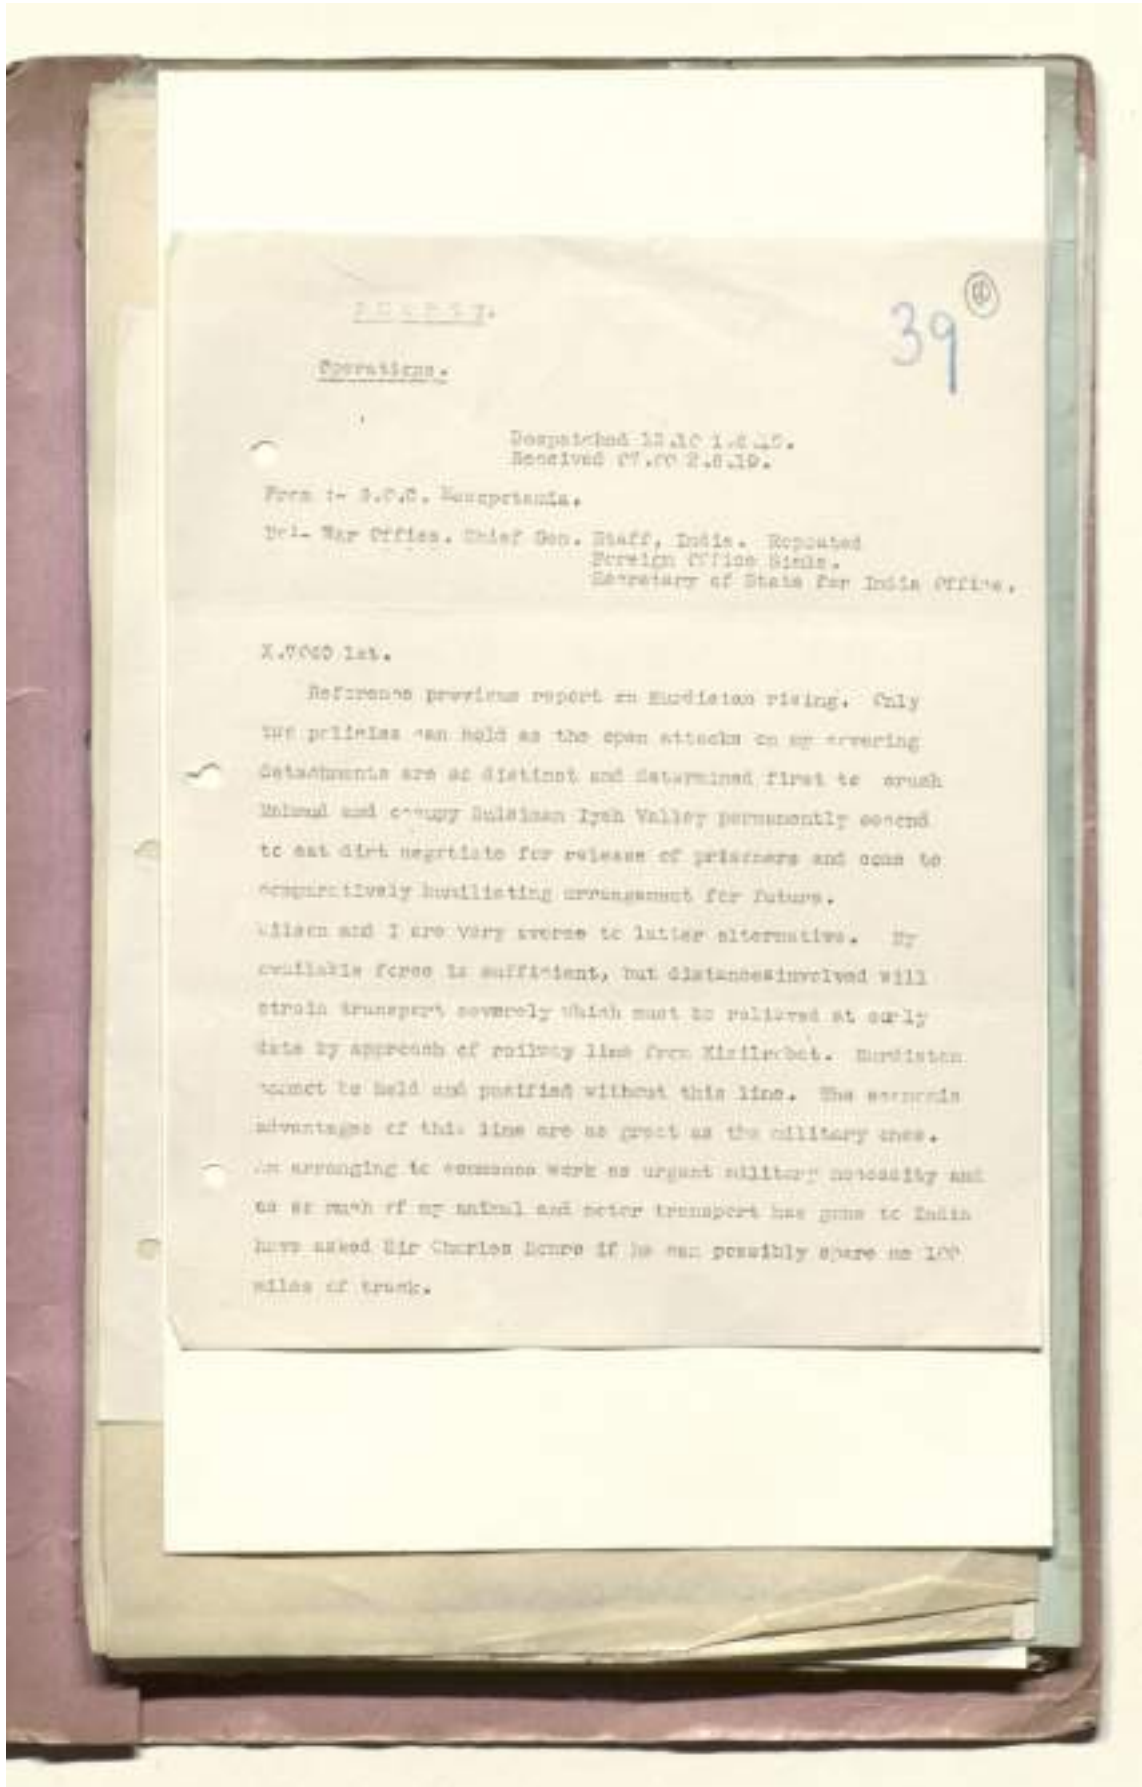 39
Operations.
Despatched 12.10 1.6.19.
Received 07.00 2.6.19.
From :- G.O.C. Mesopotamia.
War Office. Chief Gen. Staff, India. Repeated
Foreign Office Simla.
Secretary of State for India Office.
1st.
Reference previous report on Kurdistan rising. Only
two policies can hold as the open attacks on my covering
detachments are so distinct and determined first to crush
Mahmud and occupy Suleiman Iyah Valley permanently second
to eat dirt negotiate for release of prisoners and come to
comparatively humiliating arrangement for future.
Wilson and I are very averse to latter alternative. My
available force is sufficient, but distances involved will
strain transport severely which must be relieved at early
date by approach of railway line from Kizilrobat. Kurdistan
cannot be held and pacified without this line. The economic
advantages of this line are as great as the military ones.
Am arranging to commence work as urgent military necessity and
as so much of my animal and motor transport has gone to India
have asked Sir Charles if he can possibly spare me 100
miles of track.